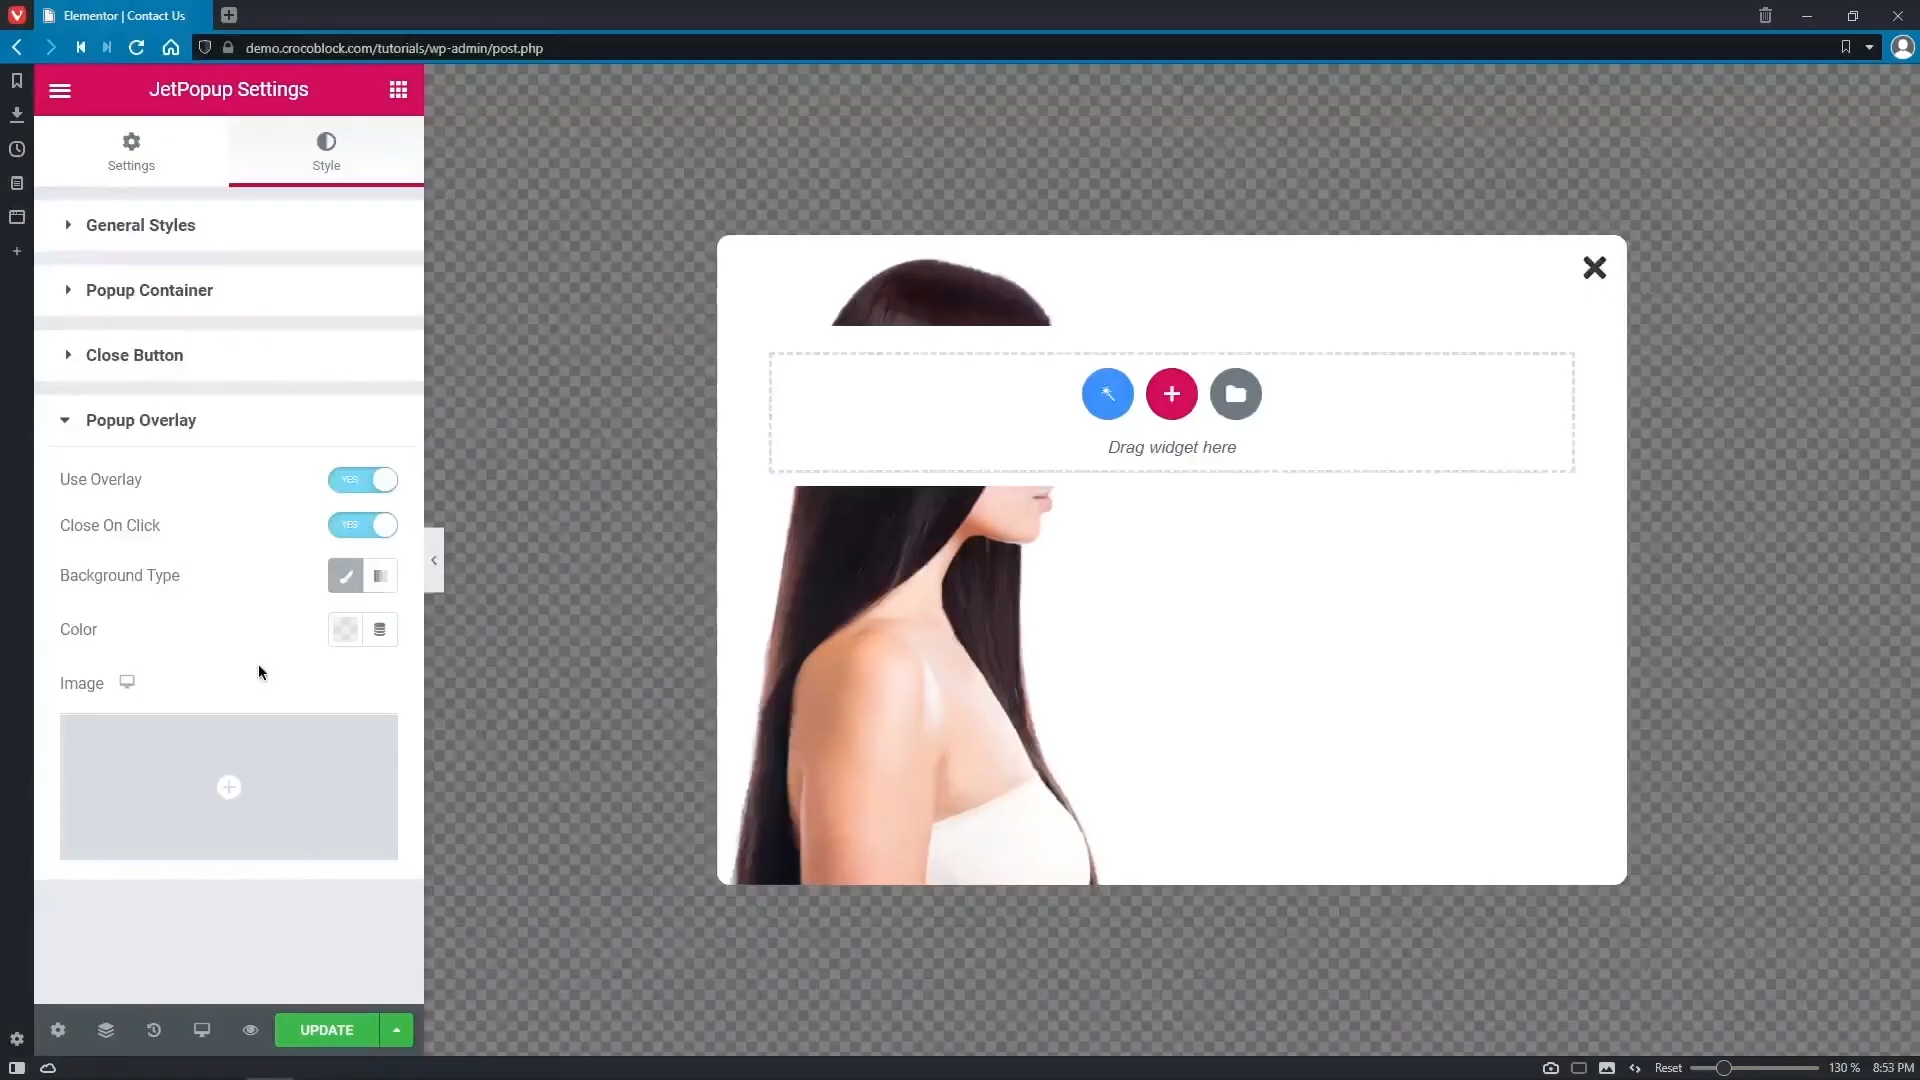 Elementor | Contact Us
demo.crocoblock.com/tutorials/wp-admin/post.php
JetPopup Settings
Settings
Style
General Styles
Popup Container
Close Button
Popup Overlay
Use Overlay
YES
Close On Click
YES
Background Type
Color
Image
UPDATE
Drag widget here
Reset
130 %
8:53 PM